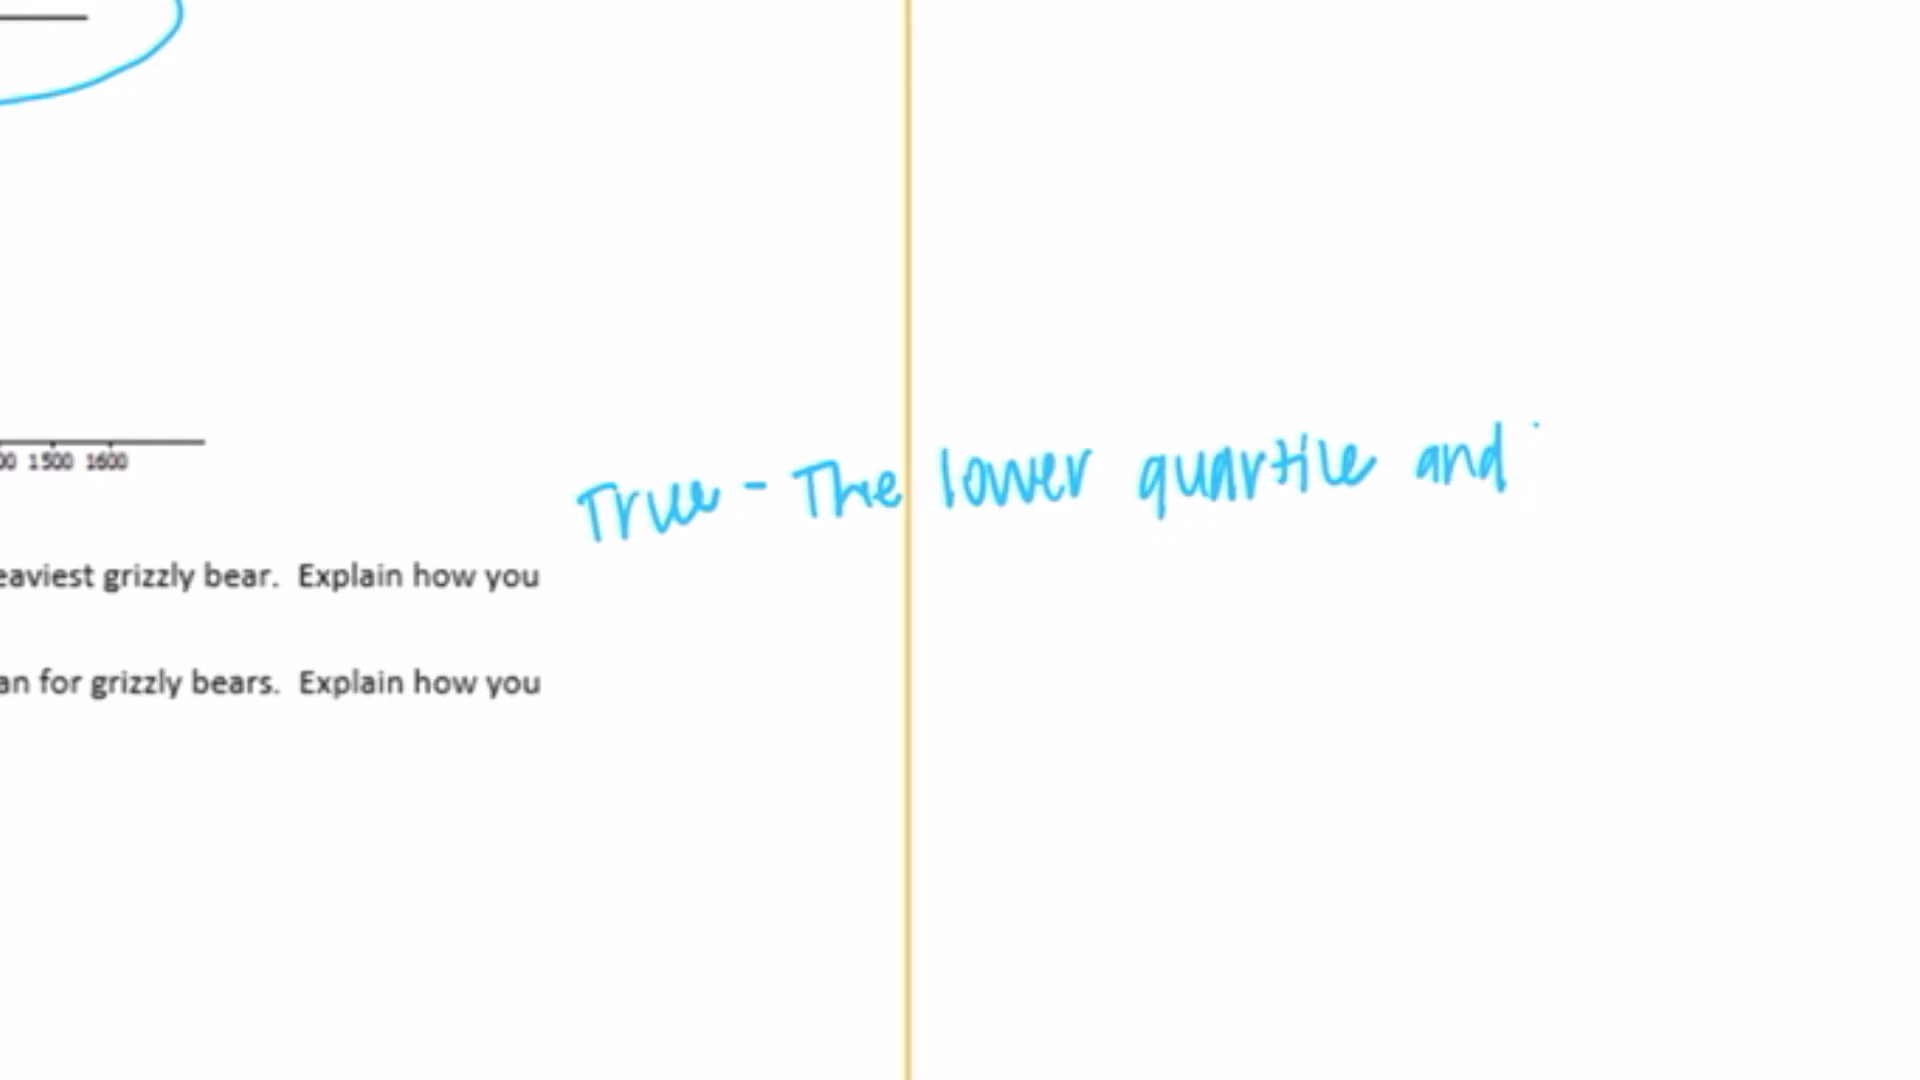 00 1500 1600
True - The lower quartile and
eaviest grizzly bear. Explain how you
an for grizzly bears. Explain how you